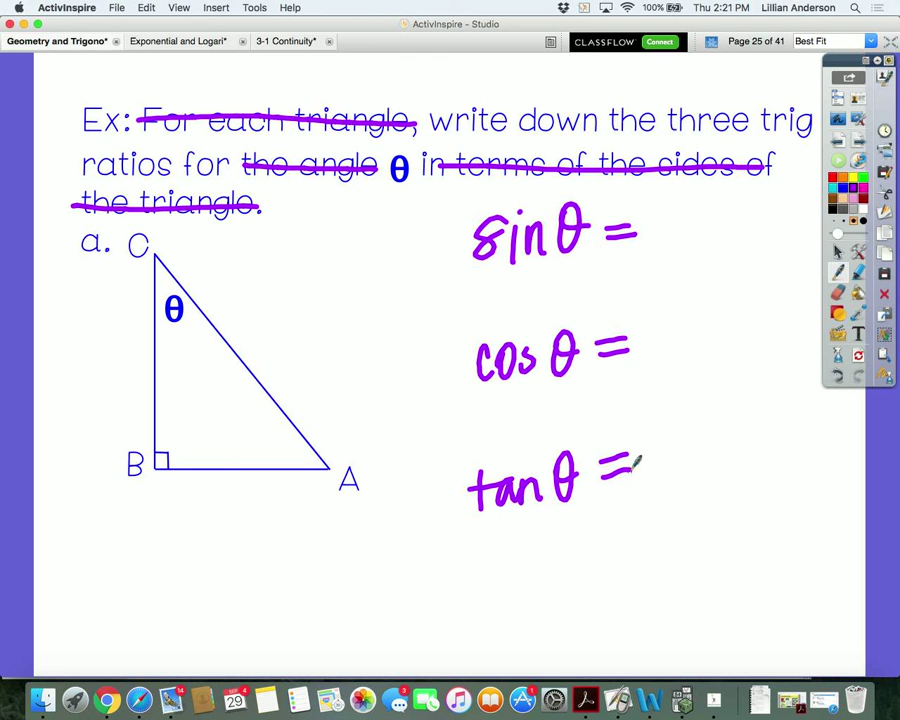 ActivInspire File Edit View Insert Tools Help 100% Thu 2:21 PM Lillian Anderson
ActivInspire - Studio
Geometry and Trigono* Exponential and Logari* 3-1 Continuity* CLASSFLOW Connect Page 25 of 41 Best Fit
Ex: For each triangle, write down the three trig
ratios for the angle θ in terms of the sides of
the triangle.
sinθ =
a. C
θ
cos θ =
B
A
tan θ =
T